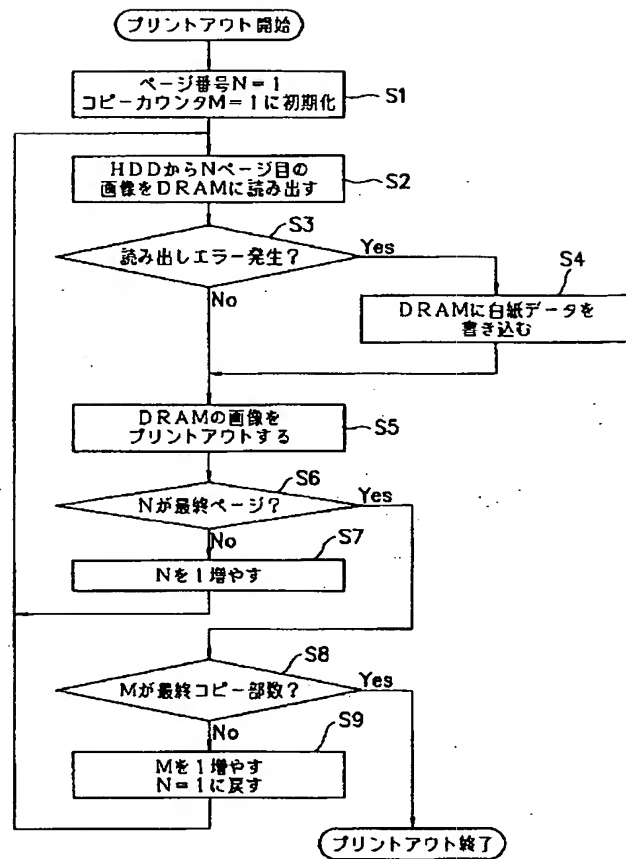 プリントアウト開始
ページ番号N=1
コピーカウンタM=1に初期化
S1
HDDからNページ目の
画像をDRAMに読み出す
S2
S3
読み出しエラー発生?
Yes
No
S4
DRAMに白紙データを
書き込む
DRAMの画像を
プリントアウトする
S5
S6
Nが最終ページ?
Yes
No
S7
Nを1増やす
S8
Mが最終コピー部数?
Yes
No
S9
Mを1増やす
N=1に戻す
プリントアウト終了